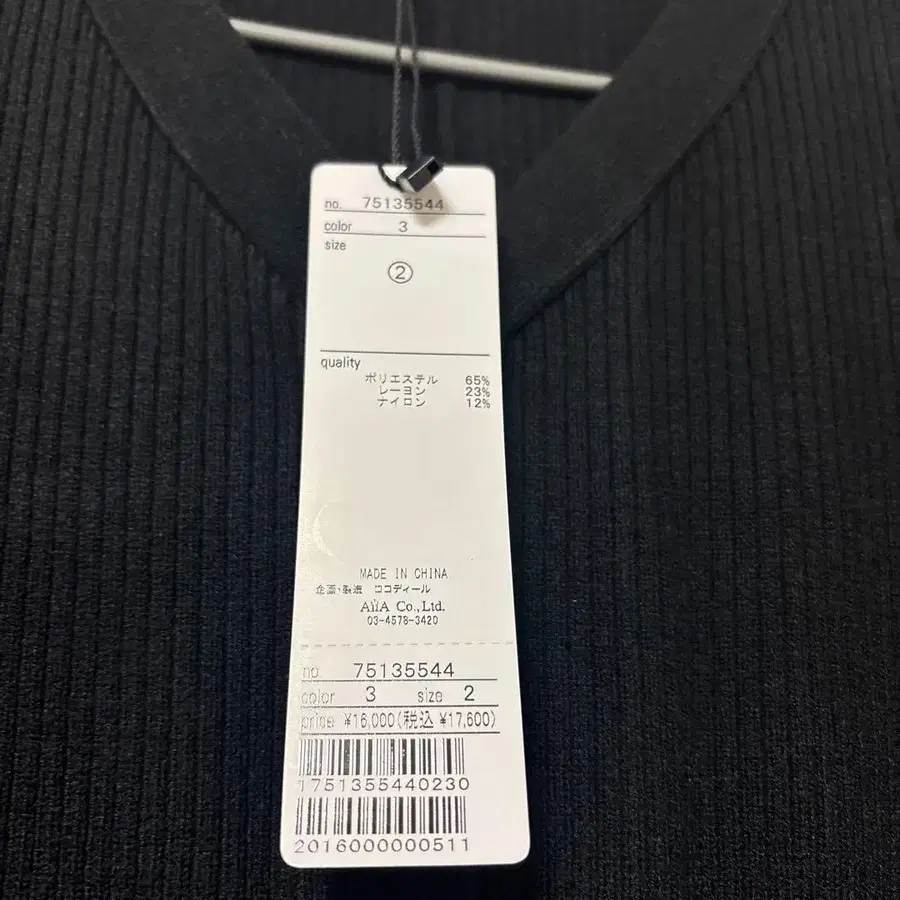 no. 75135544
color 3
size
②
quality
ポリエステル 65%
レーヨン 23%
ナイロン 12%
MADE IN CHINA
企画・製造 ココディール
AííA Co.,Ltd.
03-4578-3420
no. 75135544
color 3 size 2
price ¥16,000(税込 ¥17,600)
1751355440230
2016000000511